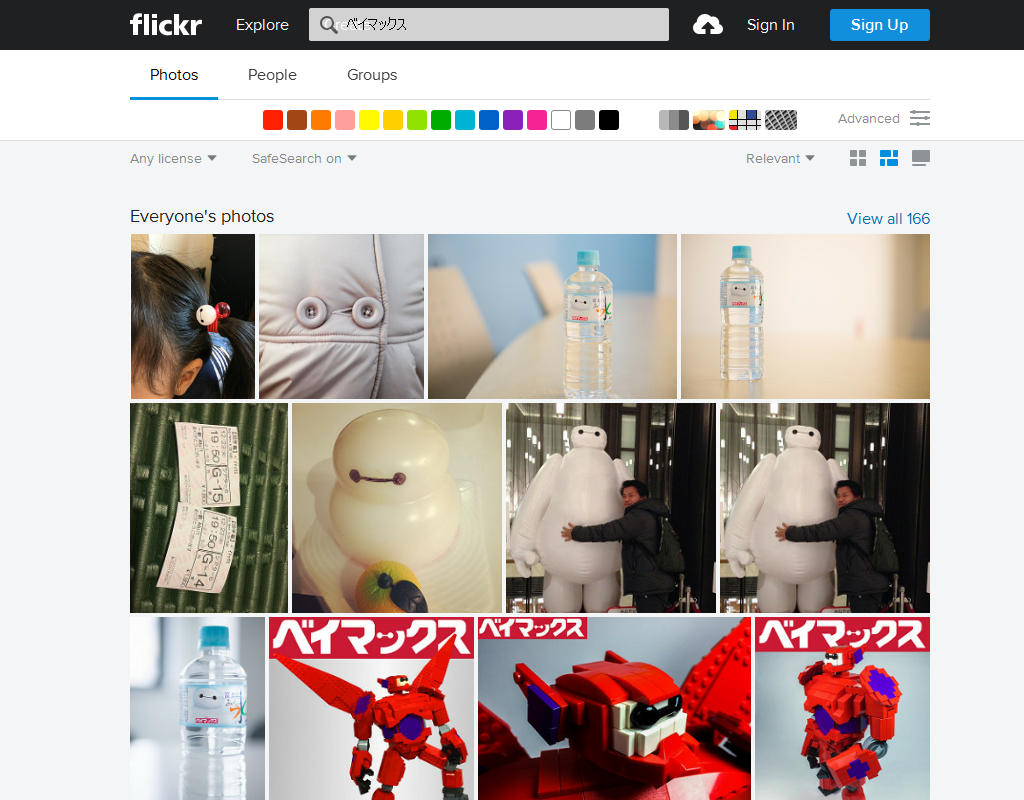 flickr
Explore
ベイマックス
Sign In
Sign Up
Photos
People
Groups
Advanced
Any license
SafeSearch on
Relevant
Everyone's photos
View all 166
19:50 G-15
19:50 G-14
ベイマックス
ベイマックス
ベイマックス